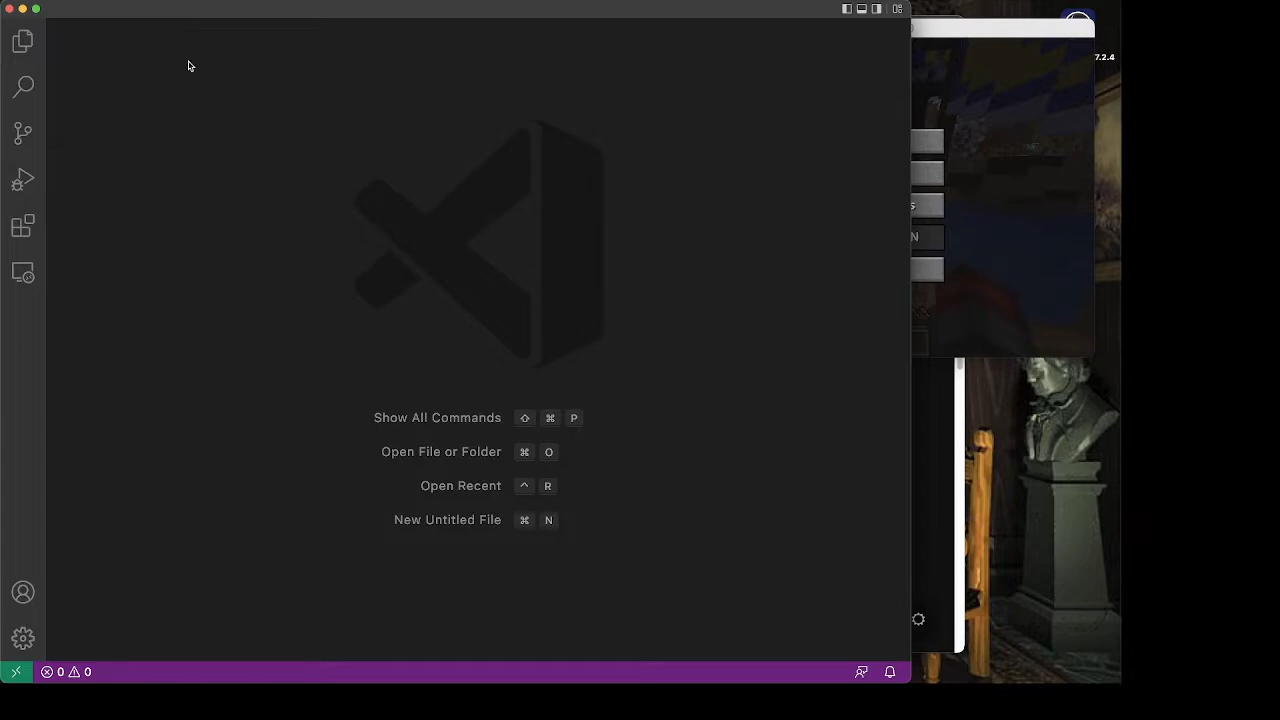 7.2.4
s
N
Show All Commands ⇧ ⌘ P
Open File or Folder ⌘ O
Open Recent ^ R
New Untitled File ⌘ N
0 0